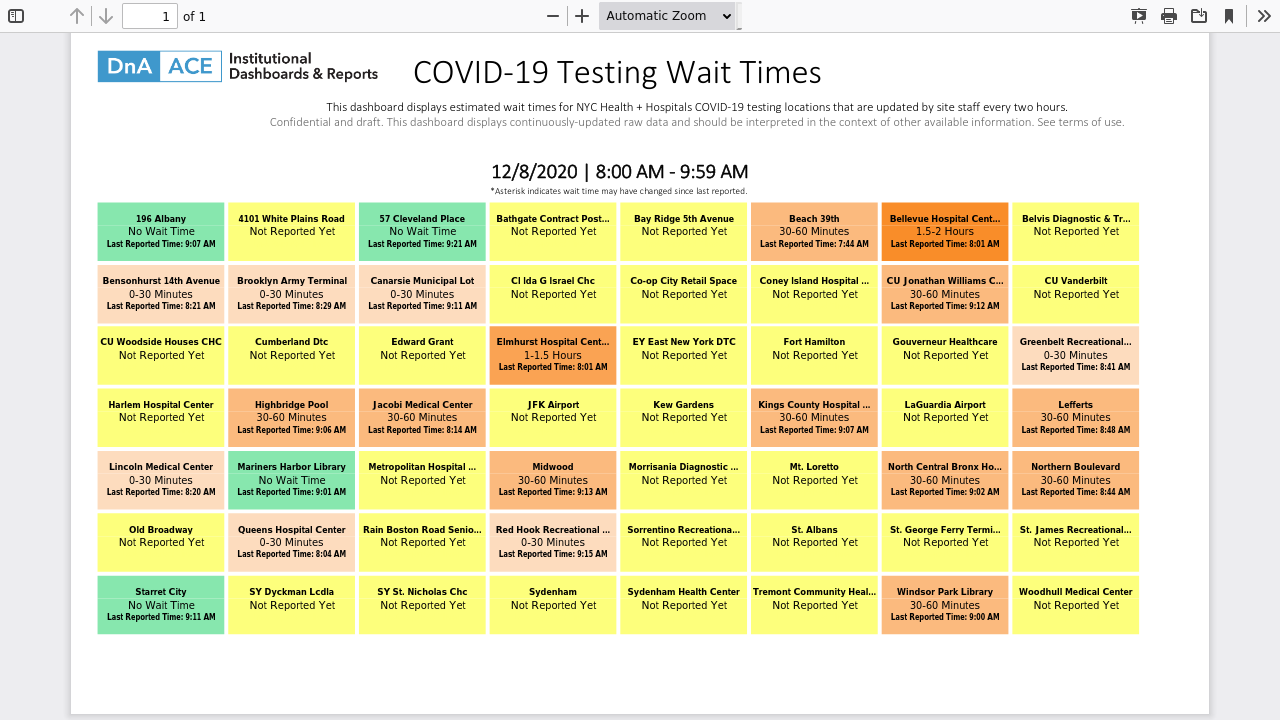 1 of 1
Automatic Zoom
DnA ACE Institutional
Dashboards & Reports
COVID-19 Testing Wait Times
This dashboard displays estimated wait times for NYC Health + Hospitals COVID-19 testing locations that are updated by site staff every two hours.
Confidential and draft. This dashboard displays continuously-updated raw data and should be interpreted in the context of other available information. See terms of use.
12/8/2020 | 8:00 AM - 9:59 AM
*Asterisk indicates wait time may have changed since last reported.
196 Albany
No Wait Time
Last Reported Time: 9:07 AM
4101 White Plains Road
Not Reported Yet
57 Cleveland Place
No Wait Time
Last Reported Time: 9:21 AM
Bathgate Contract Post...
Not Reported Yet
Bay Ridge 5th Avenue
Not Reported Yet
Beach 39th
30-60 Minutes
Last Reported Time: 7:44 AM
Bellevue Hospital Cent...
1.5-2 Hours
Last Reported Time: 8:01 AM
Belvis Diagnostic & Tr...
Not Reported Yet
Bensonhurst 14th Avenue
0-30 Minutes
Last Reported Time: 8:21 AM
Brooklyn Army Terminal
0-30 Minutes
Last Reported Time: 8:29 AM
Canarsie Municipal Lot
0-30 Minutes
Last Reported Time: 9:11 AM
CI Ida G Israel Chc
Not Reported Yet
Co-op City Retail Space
Not Reported Yet
Coney Island Hospital ...
Not Reported Yet
CU Jonathan Williams C...
30-60 Minutes
Last Reported Time: 9:12 AM
CU Vanderbilt
Not Reported Yet
CU Woodside Houses CHC
Not Reported Yet
Cumberland Dtc
Not Reported Yet
Edward Grant
Not Reported Yet
Elmhurst Hospital Cent...
1-1.5 Hours
Last Reported Time: 8:01 AM
EY East New York DTC
Not Reported Yet
Fort Hamilton
Not Reported Yet
Gouverneur Healthcare
Not Reported Yet
Greenbelt Recreational...
0-30 Minutes
Last Reported Time: 8:41 AM
Harlem Hospital Center
Not Reported Yet
Highbridge Pool
30-60 Minutes
Last Reported Time: 9:06 AM
Jacobi Medical Center
30-60 Minutes
Last Reported Time: 8:14 AM
JFK Airport
Not Reported Yet
Kew Gardens
Not Reported Yet
Kings County Hospital ...
30-60 Minutes
Last Reported Time: 9:07 AM
LaGuardia Airport
Not Reported Yet
Lefferts
30-60 Minutes
Last Reported Time: 8:48 AM
Lincoln Medical Center
0-30 Minutes
Last Reported Time: 8:20 AM
Mariners Harbor Library
No Wait Time
Last Reported Time: 9:01 AM
Metropolitan Hospital ...
Not Reported Yet
Midwood
30-60 Minutes
Last Reported Time: 9:13 AM
Morrisania Diagnostic ...
Not Reported Yet
Mt. Loretto
Not Reported Yet
North Central Bronx Ho...
30-60 Minutes
Last Reported Time: 9:02 AM
Northern Boulevard
30-60 Minutes
Last Reported Time: 8:44 AM
Old Broadway
Not Reported Yet
Queens Hospital Center
0-30 Minutes
Last Reported Time: 8:04 AM
Rain Boston Road Senio...
Not Reported Yet
Red Hook Recreational ...
0-30 Minutes
Last Reported Time: 9:15 AM
Sorrentino Recreationa...
Not Reported Yet
St. Albans
Not Reported Yet
St. George Ferry Termi...
Not Reported Yet
St. James Recreational...
Not Reported Yet
Starret City
No Wait Time
Last Reported Time: 9:11 AM
SY Dyckman Lcdla
Not Reported Yet
SY St. Nicholas Chc
Not Reported Yet
Sydenham
Not Reported Yet
Sydenham Health Center
Not Reported Yet
Tremont Community Heal...
Not Reported Yet
Windsor Park Library
30-60 Minutes
Last Reported Time: 9:00 AM
Woodhull Medical Center
Not Reported Yet